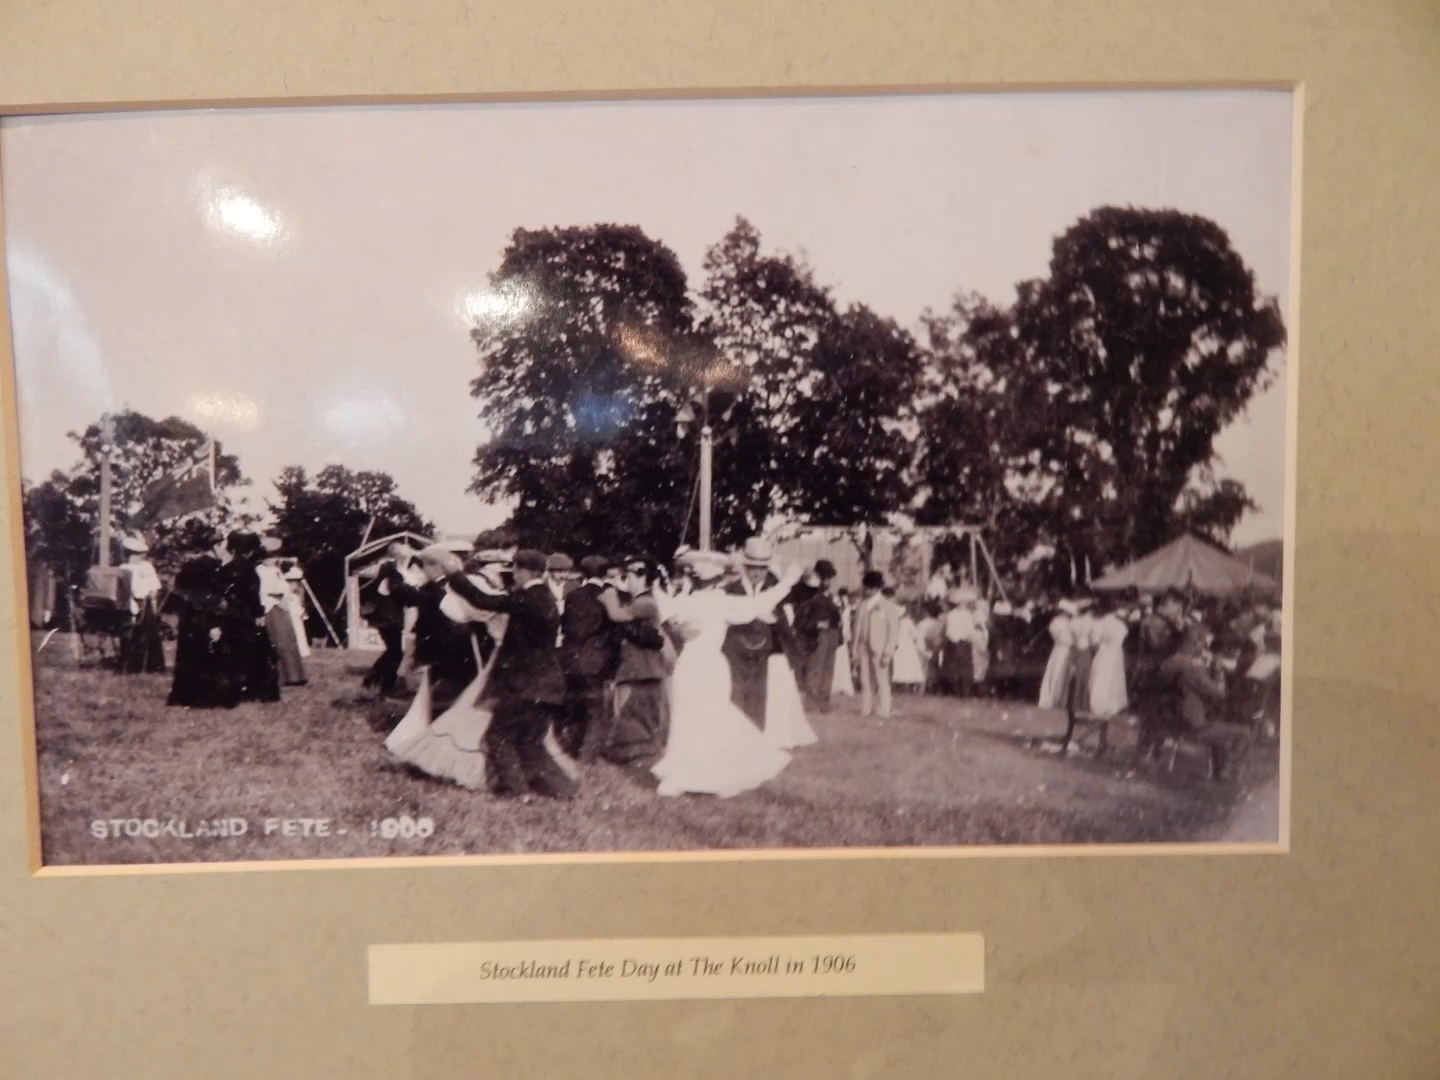 STOCKLAND FETE - 1906
Stockland Fete Day at The Knoll in 1906